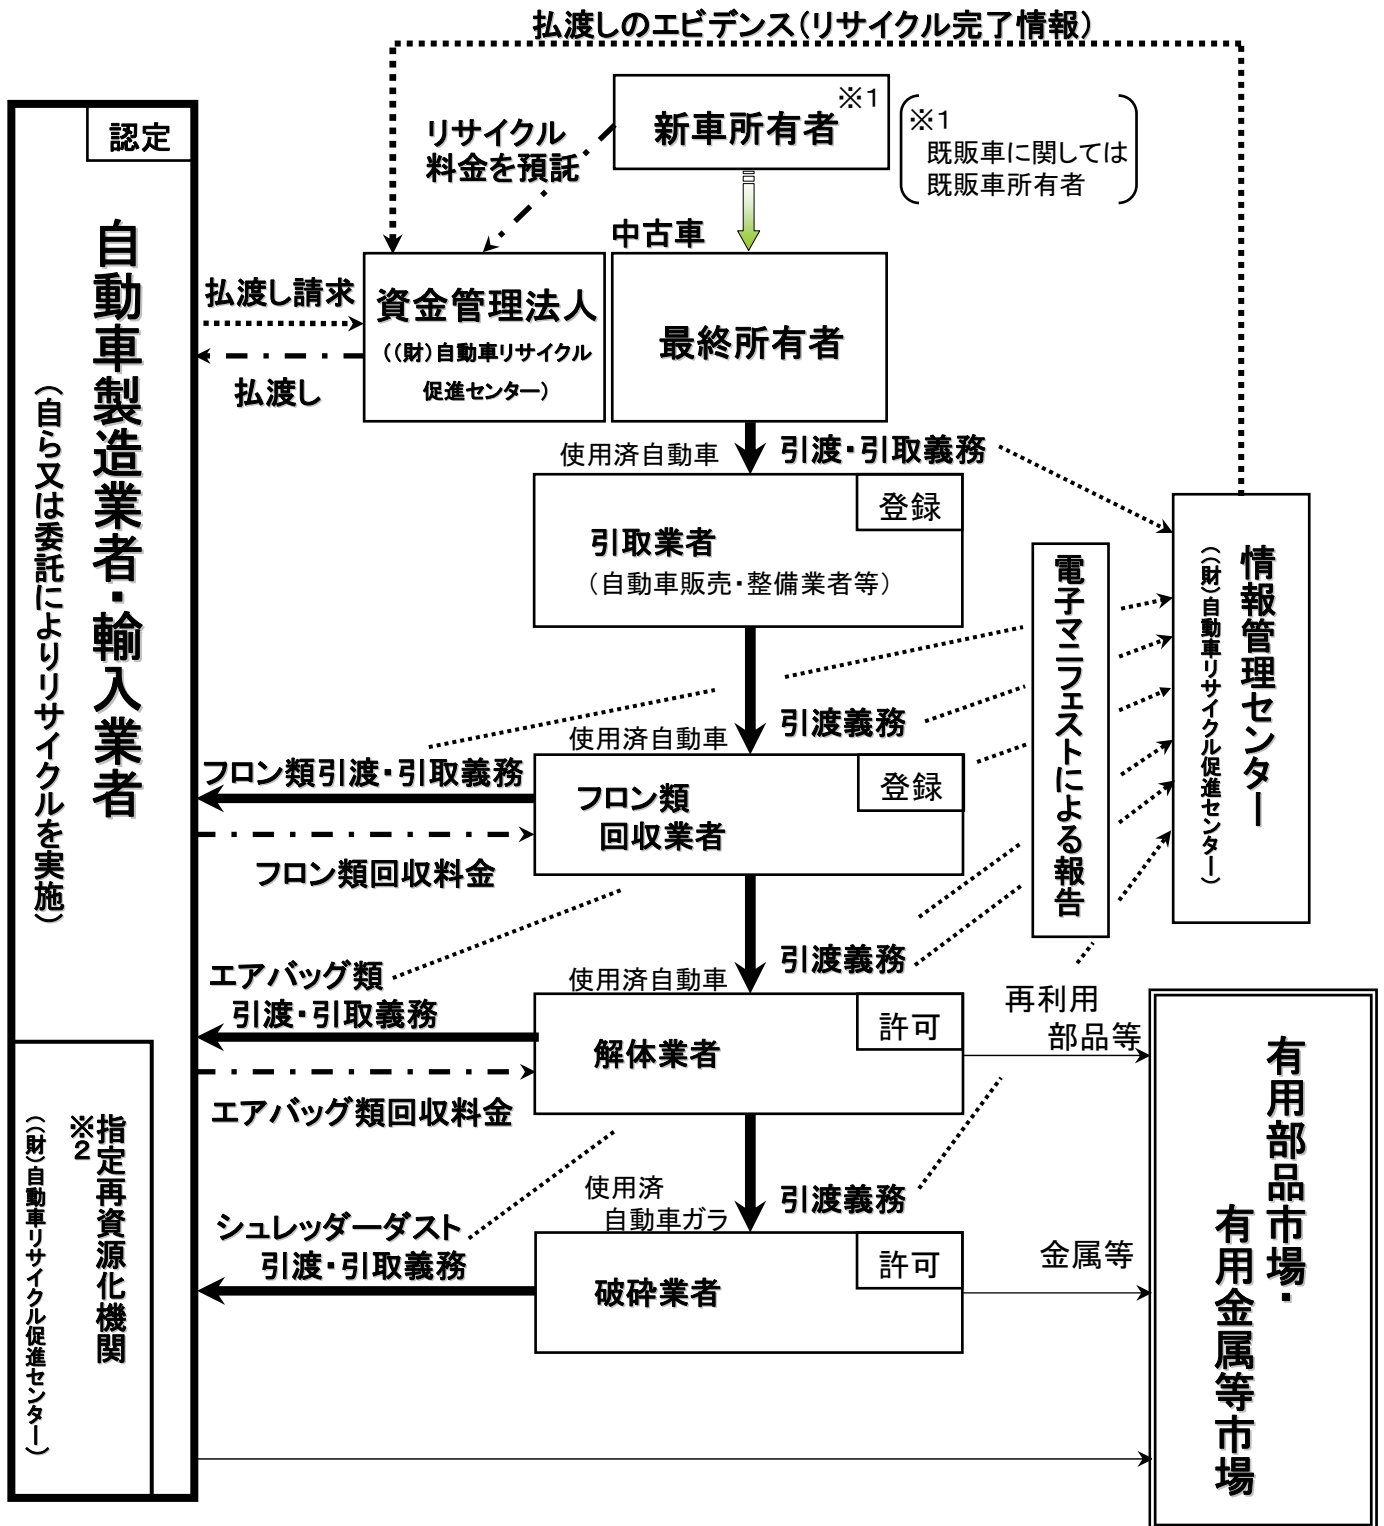 払渡しのエビデンス（リサイクル完了情報）
新車所有者※1
※1
既販車に関しては
既販車所有者
リサイクル
料金を預託
認定
自動車製造業者・輸入業者
（自ら又は委託によりリサイクルを実施）
中古車
払渡し請求
払渡し
資金管理法人
（（財）自動車リサイクル
促進センター）
最終所有者
使用済自動車
引渡・引取義務
登録
引取業者
（自動車販売・整備業者等）
電子マニフェストによる報告
情報管理センター
（（財）自動車リサイクル促進センター）
使用済自動車
引渡義務
フロン類引渡・引取義務
フロン類回収料金
登録
フロン類
回収業者
使用済自動車
引渡義務
エアバッグ類
引渡・引取義務
エアバッグ類回収料金
許可
解体業者
再利用
部品等
使用済
自動車ガラ
引渡義務
シュレッダーダスト
引渡・引取義務
許可
破砕業者
金属等
有用部品市場・
有用金属等市場
指定再資源化機関
※2
（（財）自動車リサイクル促進センター）